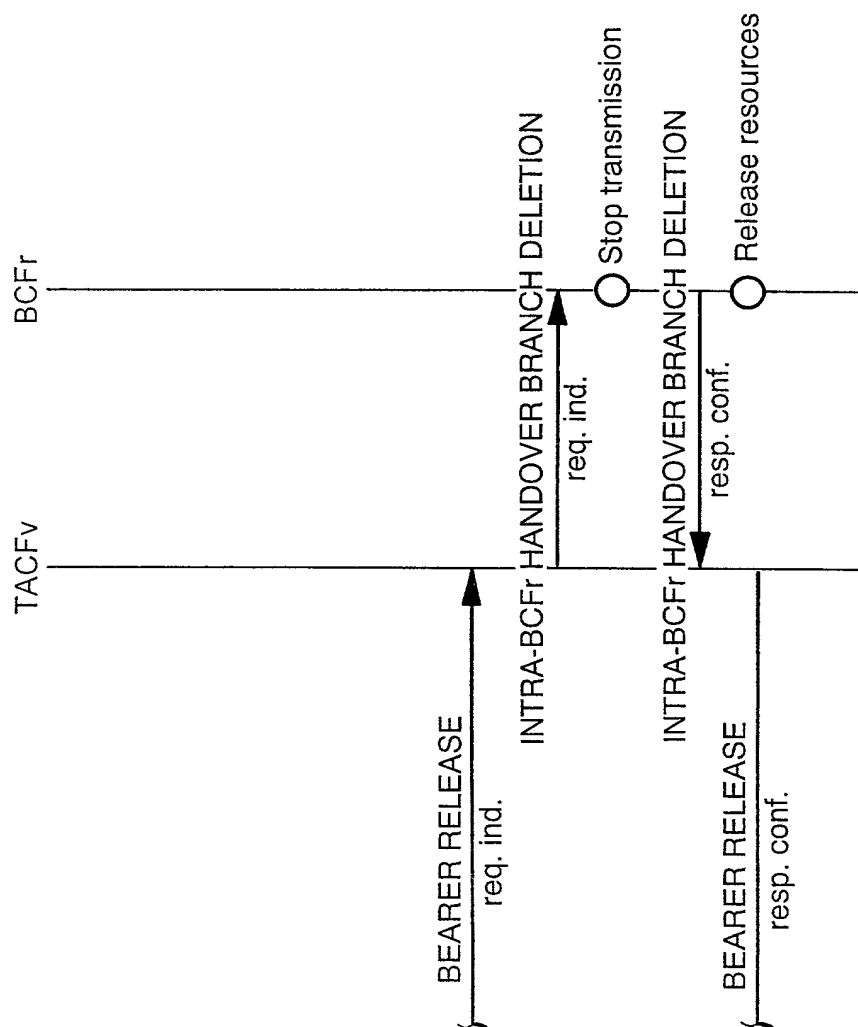 TACFv
BCFr
BEARER RELEASE
req. ind.
INTRA-BCFr HANDOVER BRANCH DELETION
req. ind.
Stop transmission
INTRA-BCFr HANDOVER BRANCH DELETION
resp. conf.
Release resources
BEARER RELEASE
resp. conf.